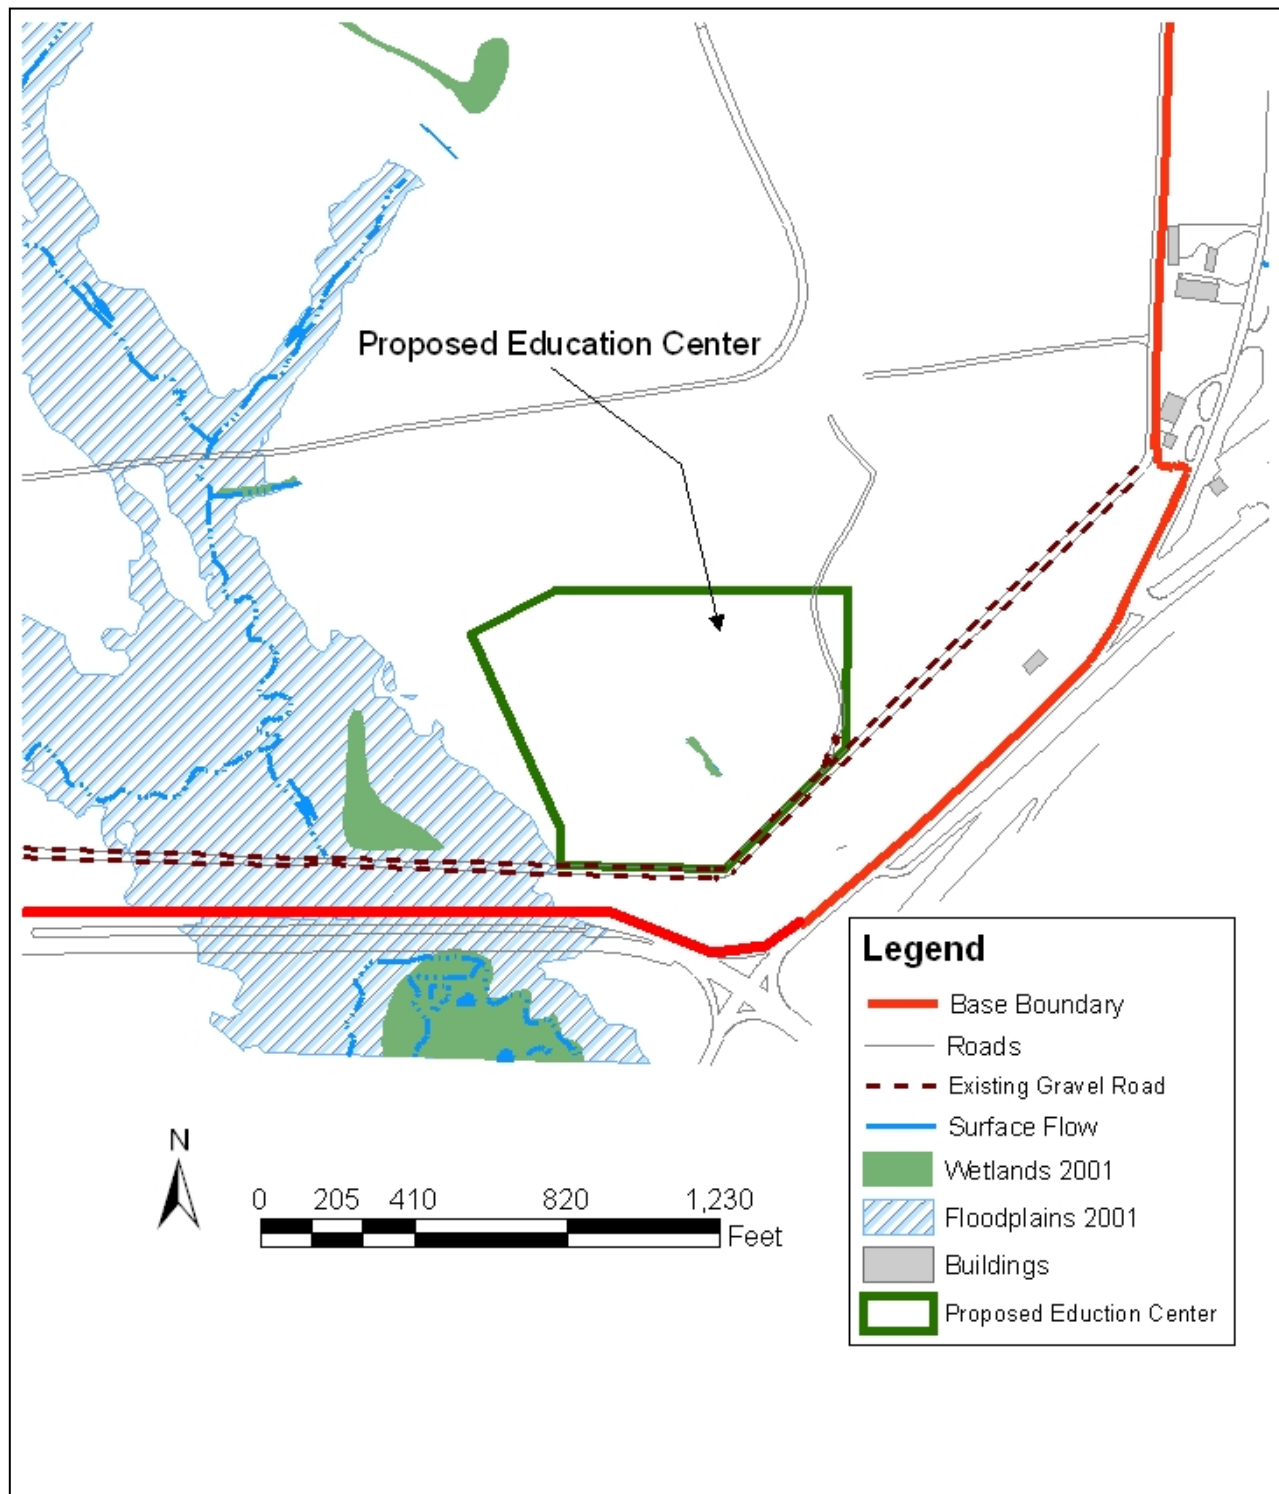 Proposed Education Center
Legend
Base Boundary
Roads
Existing Gravel Road
Surface Flow
Wetlands 2001
Floodplains 2001
Buildings
Proposed Eduction Center
N
0 205 410 820 1,230
Feet